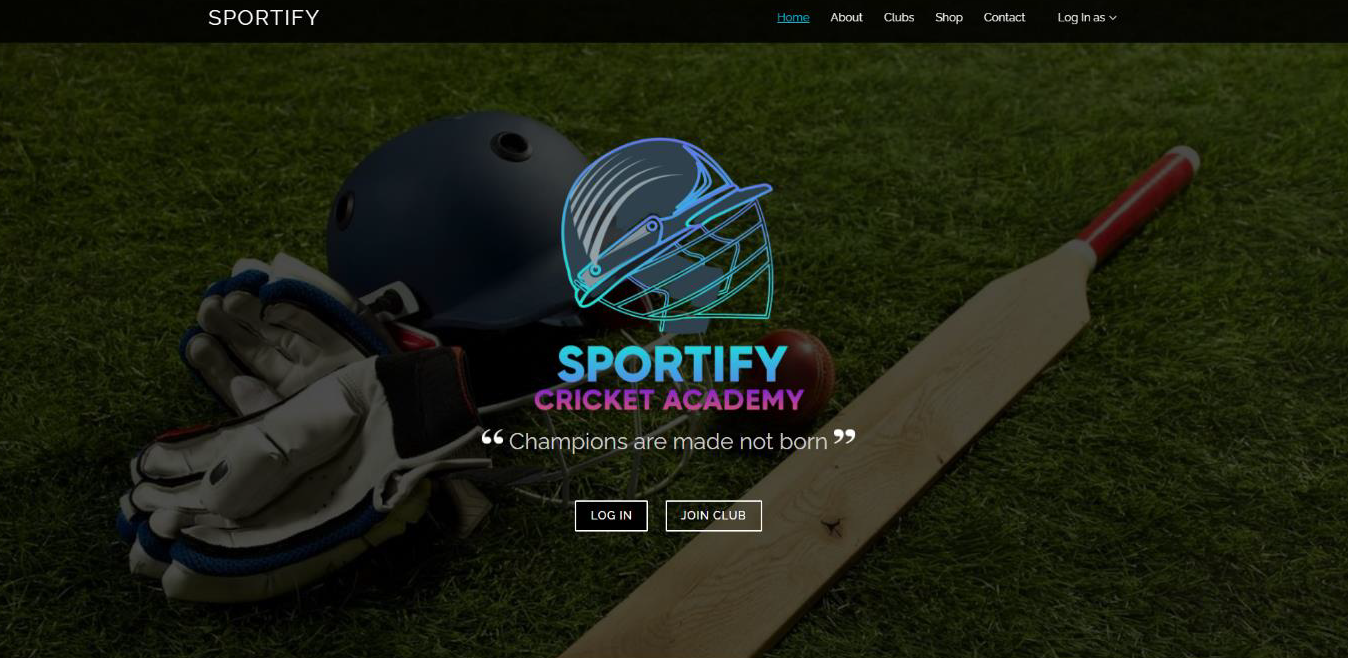 SPORTIFY
Home About Clubs Shop Contact Log In as
SPORTIFY
CRICKET ACADEMY
“ Champions are made not born ”
LOG IN JOIN CLUB